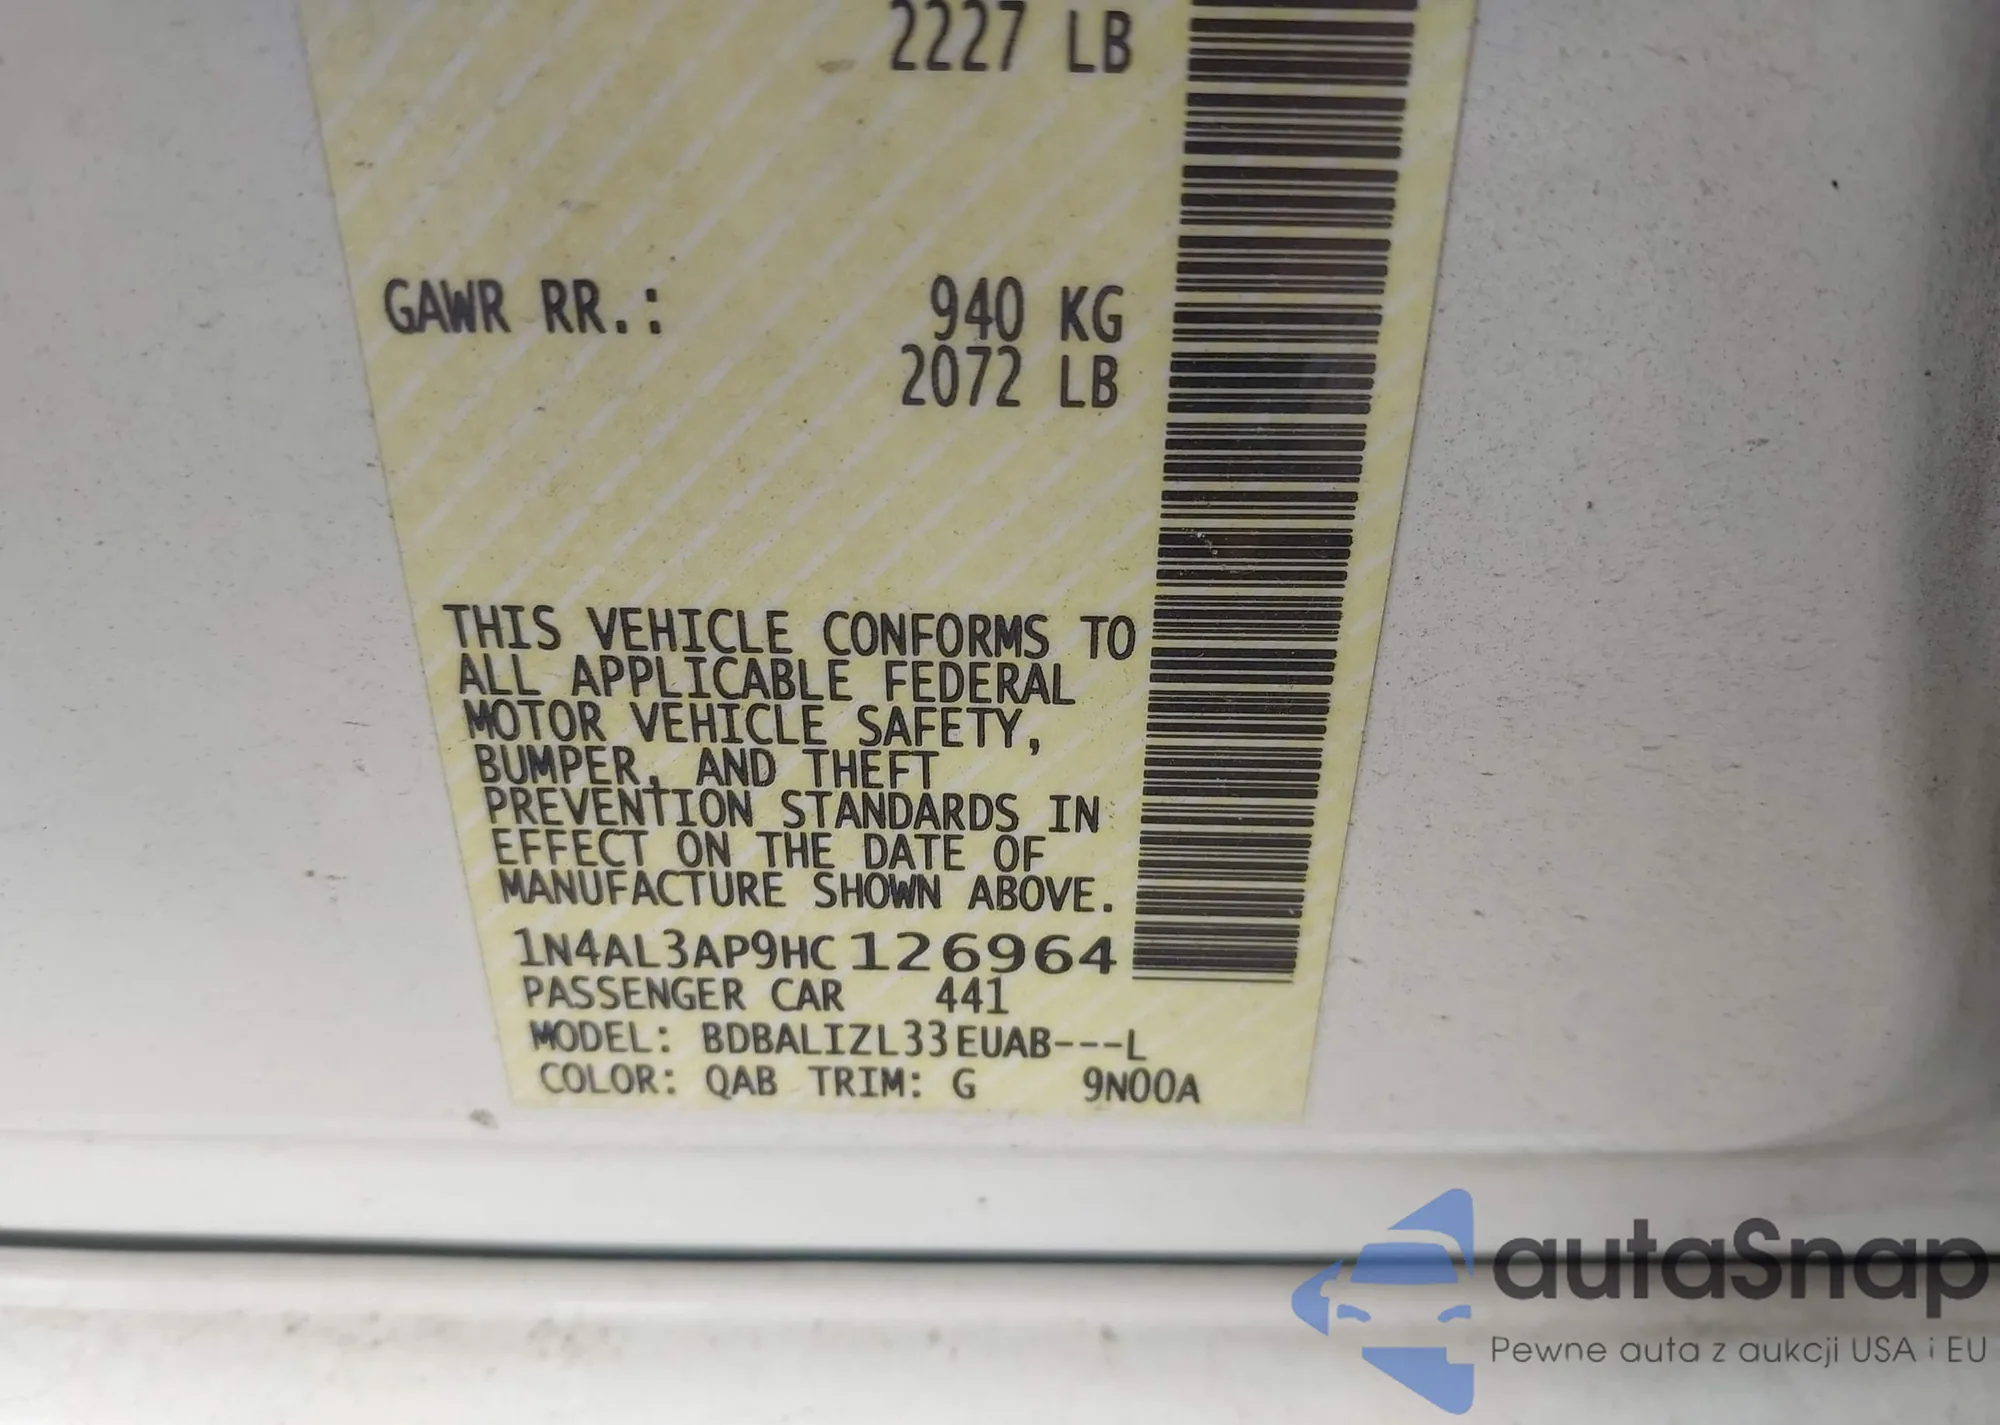 2227 LB
GAWR RR.: 940 KG
2072 LB
THIS VEHICLE CONFORMS TO
ALL APPLICABLE FEDERAL
MOTOR VEHICLE SAFETY,
BUMPER, AND THEFT
PREVENTION STANDARDS IN
EFFECT ON THE DATE OF
MANUFACTURE SHOWN ABOVE.
1N4AL3AP9HC126964
PASSENGER CAR 441
MODEL: BDBALIZL33EUAB---L
COLOR: QAB TRIM: G 9N00A
autaSnap
Pewne auta z aukcji USA i EU